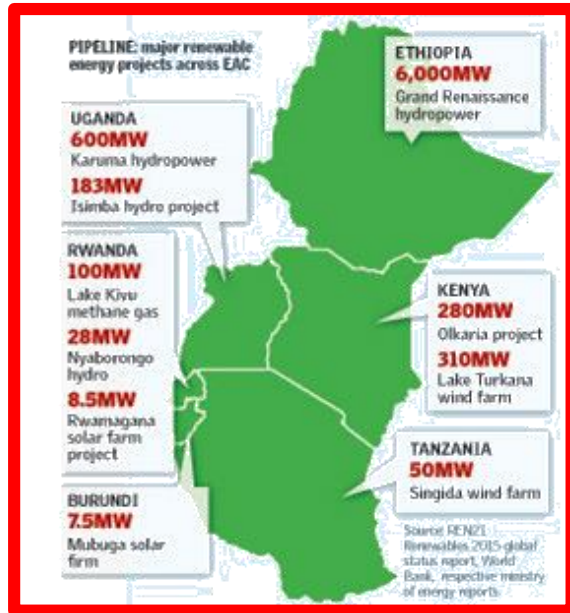 PIPELINE: major renewable
energy projects across EAC
ETHIOPIA
6,000MW
Grand Renaissance
hydropower
UGANDA
600MW
Karuma hydropower
183MW
Isimba hydro project
RWANDA
100MW
Lake Kivu
methane gas
28MW
Nyaborongo
hydro
8.5MW
Rwamagana
solar farm
project
KENYA
280MW
Olkaria project
310MW
Lake Turkana
wind farm
TANZANIA
50MW
Singida wind farm
BURUNDI
7.5MW
Mubuga solar
firm
Source: REN21
Renewables 2015 global
status report, World
Bank, respective ministry
of energy reports